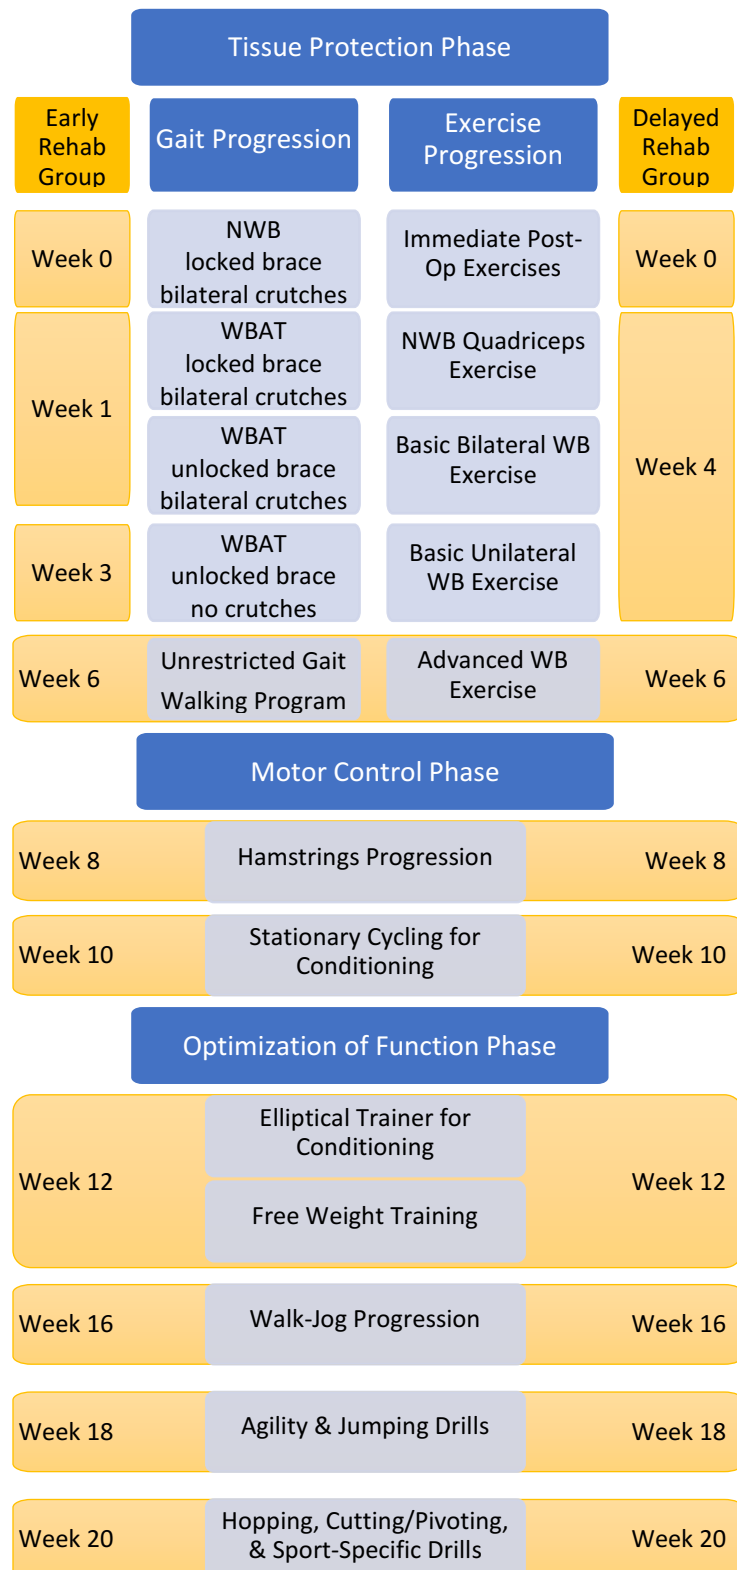 Tissue Protection Phase
Early
Rehab
Group
Gait Progression
Exercise
Progression
Delayed
Rehab
Group
Week 0
NWB
locked brace
bilateral crutches
Immediate Post-
Op Exercises
Week 0
Week 1
WBAT
locked brace
bilateral crutches
NWB Quadriceps
Exercise
WBAT
unlocked brace
bilateral crutches
Basic Bilateral WB
Exercise
Week 4
Week 3
WBAT
unlocked brace
no crutches
Basic Unilateral
WB Exercise
Week 6
Unrestricted Gait
Walking Program
Advanced WB
Exercise
Week 6
Motor Control Phase
Week 8
Hamstrings Progression
Week 8
Week 10
Stationary Cycling for
Conditioning
Week 10
Optimization of Function Phase
Week 12
Elliptical Trainer for
Conditioning
Free Weight Training
Week 12
Week 16
Walk-Jog Progression
Week 16
Week 18
Agility & Jumping Drills
Week 18
Week 20
Hopping, Cutting/Pivoting,
& Sport-Specific Drills
Week 20